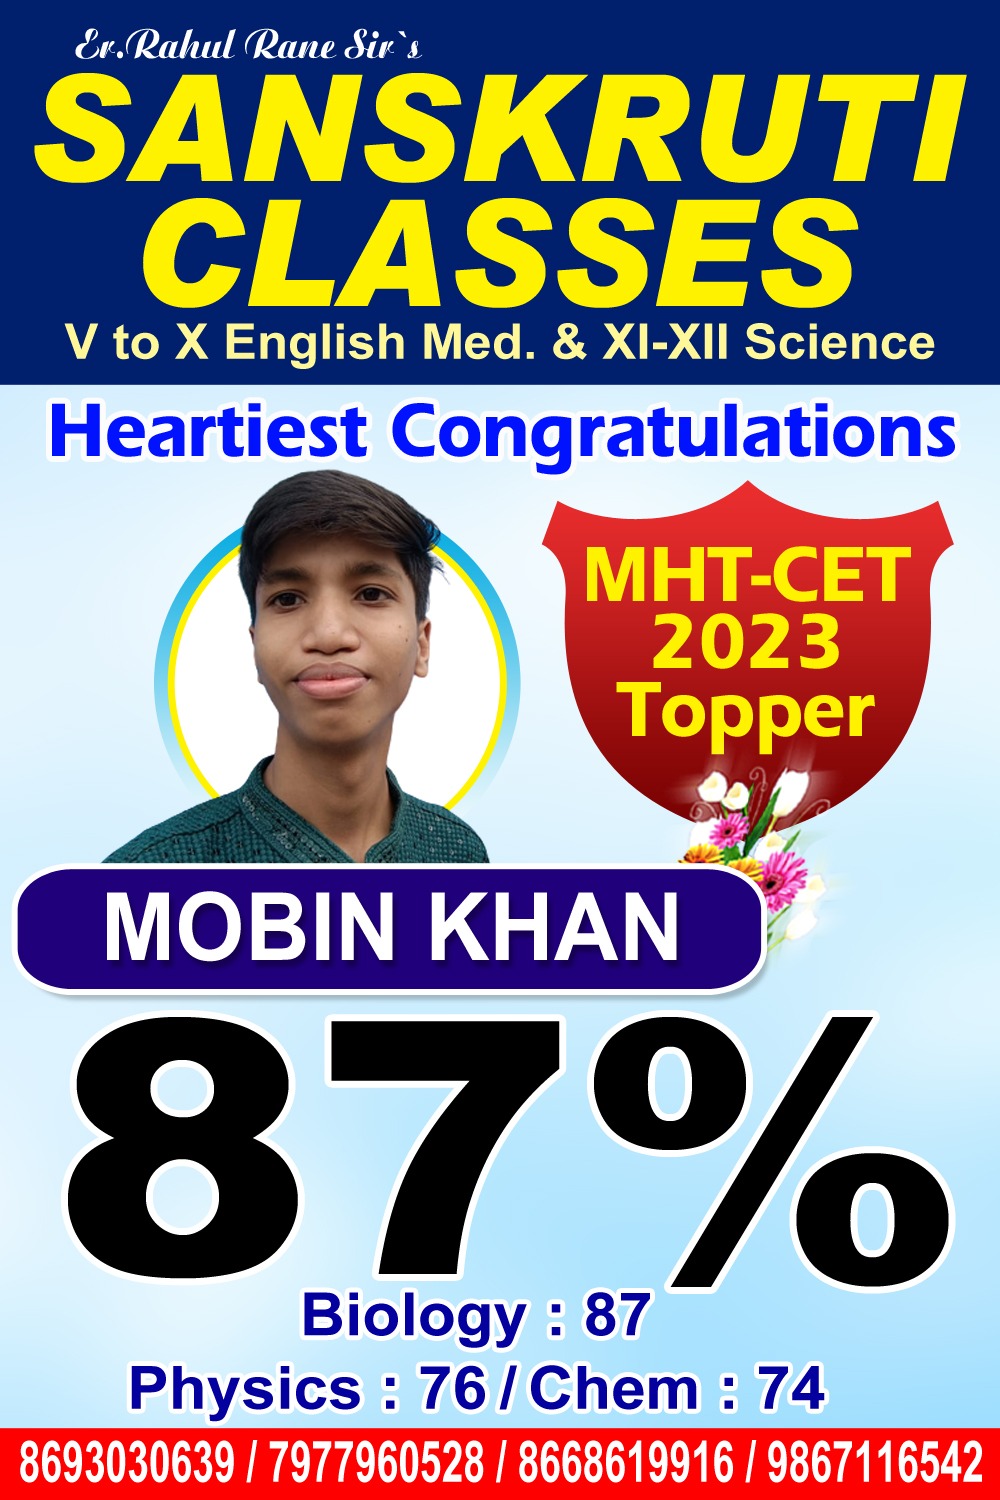 Er.Rahul Rane Sir`s
SANSKRUTI
CLASSES
V to X English Med. & XI-XII Science
Heartiest Congratulations
MHT-CET
2023
Topper
MOBIN KHAN
87%
Biology : 87
Physics : 76 / Chem : 74
8693030639 / 7977960528 / 8668619916 / 9867116542